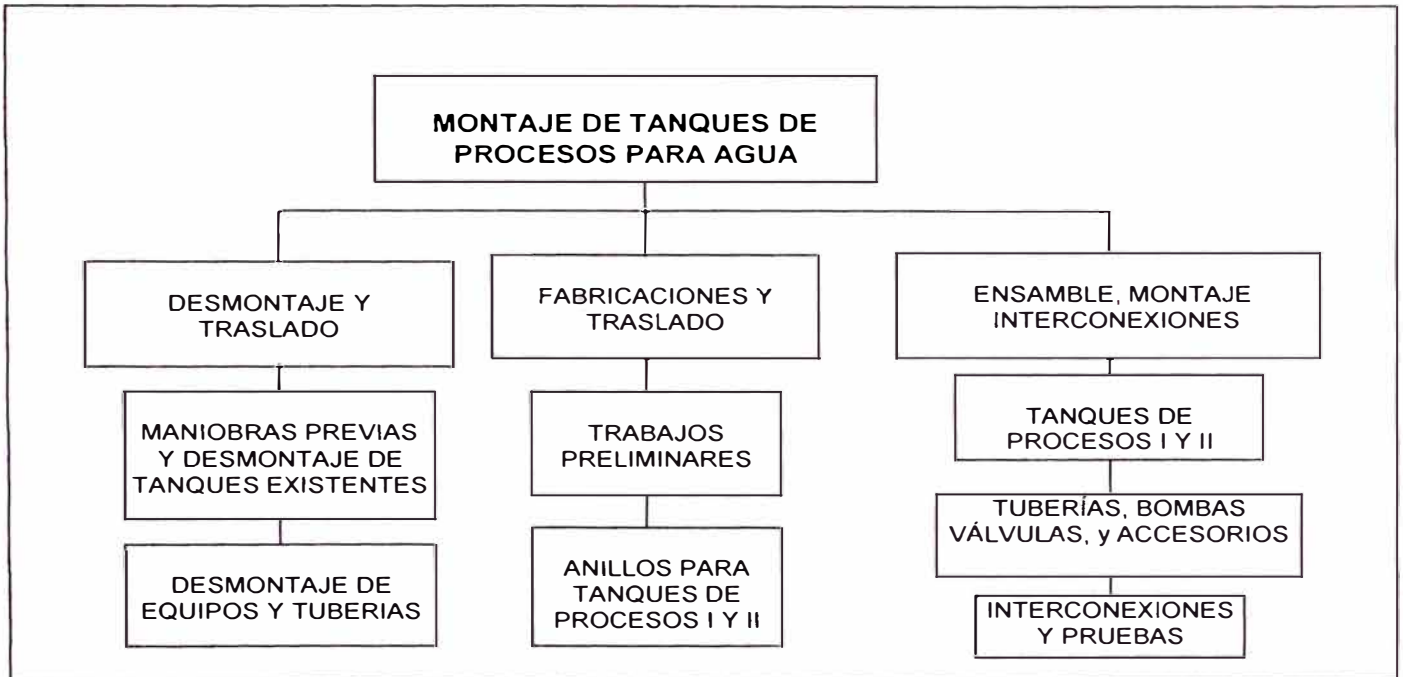 MONTAJE DE TANQUES DE
PROCESOS PARA AGUA
DESMONTAJE Y
TRASLADO
MANIOBRAS PREVIAS
Y DESMONTAJE DE
TANQUES EXISTENTES
DESMONTAJE DE
EQUIPOS Y TUBERIAS
FABRICACIONES Y
TRASLADO
TRABAJOS
PRELIMINARES
ANILLOS PARA
TANQUES DE
PROCESOS I Y II
ENSAMBLE, MONTAJE
INTERCONEXIONES
TANQUES DE
PROCESOS I Y II
TUBERÍAS, BOMBAS
VÁLVULAS, y ACCESORIOS
INTERCONEXIONES
Y PRUEBAS